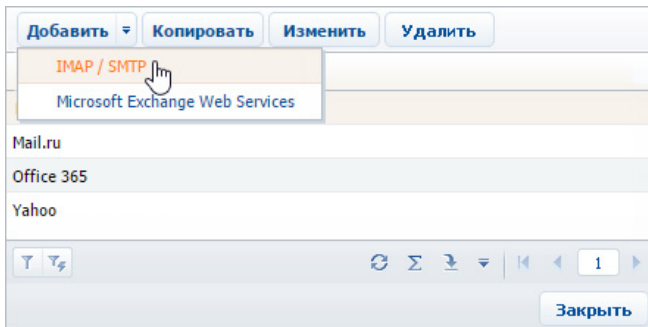 Добавить Копировать Изменить Удалить
IMAP / SMTP
Microsoft Exchange Web Services
Mail.ru
Office 365
Yahoo
1
Закрыть